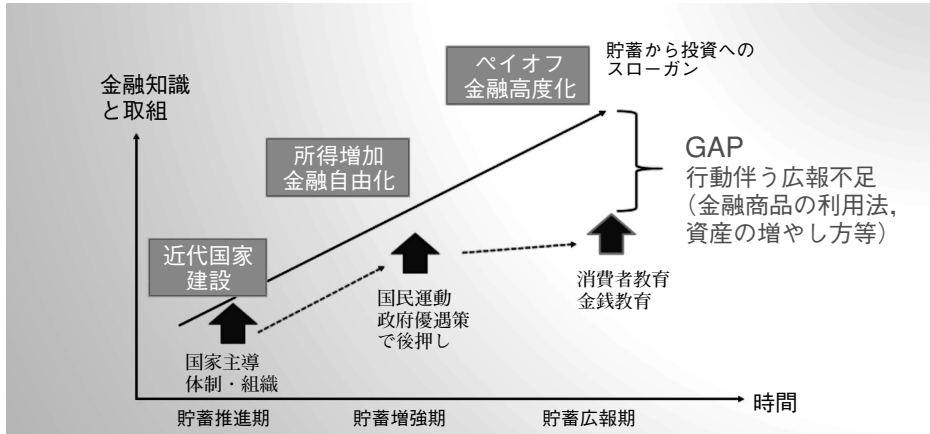 ペイオフ
金融高度化
貯蓄から投資への
スローガン
金融知識
と取組
所得増加
金融自由化
GAP
行動伴う広報不足
（金融商品の利用法,
資産の増やし方等）
近代国家
建設
国民運動
政府優遇策
で後押し
消費者教育
金銭教育
国家主導
体制・組織
時間
貯蓄推進期
貯蓄増強期
貯蓄広報期